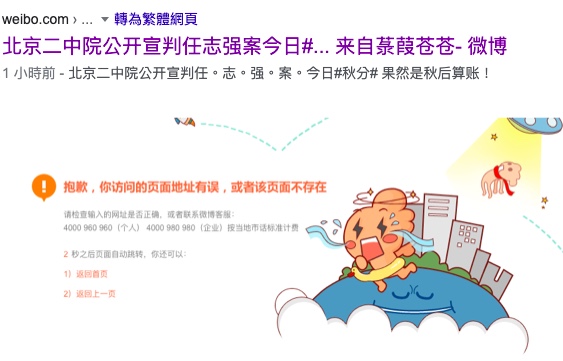 weibo.com › ... 轉為繁體網頁
北京二中院公开宣判任志强案今日#... 来自菉葭苍苍- 微博
1 小時前 - 北京二中院公开宣判任。志。强。案。今日#秋分# 果然是秋后算账！
抱歉，你访问的页面地址有误，或者该页面不存在
请检查输入的网址是否正确，或者联系微博客服：
4000 960 960（个人） 4000 980 980（企业）按当地市话标准计费
2 秒之后页面自动跳转，你还可以：
1）返回首页
2）返回上一页